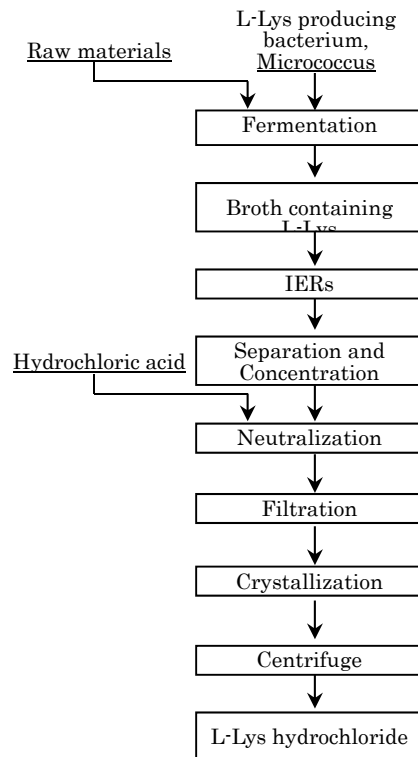 L-Lys producing
bacterium,
Micrococcus
Raw materials
Fermentation
Broth containing
L-Lys
IERs
Separation and
Concentration
Hydrochloric acid
Neutralization
Filtration
Crystallization
Centrifuge
L-Lys hydrochloride